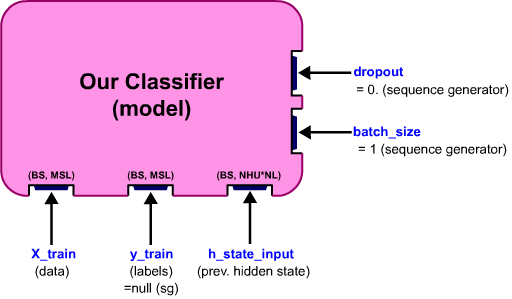 Our Classifier
(model)
dropout
= 0. (sequence generator)
batch_size
= 1 (sequence generator)
(BS, MSL) (BS, MSL) (BS, NHU*NL)
X_train y_train h_state_input
(data) (labels) (prev. hidden state)
=null (sg)